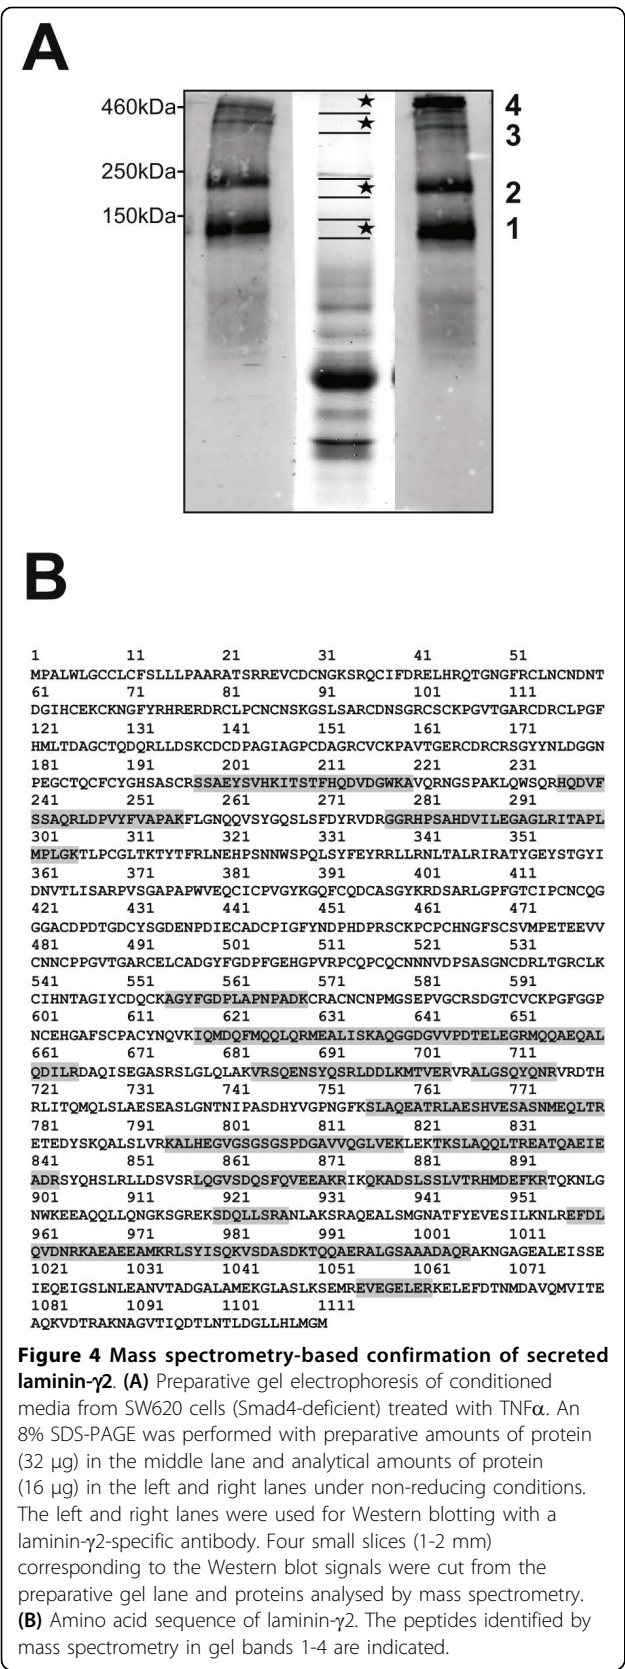 A
460kDa-
4
3
250kDa-
2
150kDa-
1
B
1 11 21 31 41 51
MPALWLGCCLCFSLLLPAARATSRREVCDCNGKSRQCIFDRELHRQTGNGFRCLNCNDNT
61 71 81 91 101 111
DGIHCEKCKNGFYRHRERDRCLPCNCNSKGSLSARCDNSGRCSCKPGVTGARCDRCLPGF
121 131 141 151 161 171
HMLTDAGCTQDQRLLDSKCDCDPAGIAGPCDAGRCVCKPAVTGERCDRCRSGYYNLDGGN
181 191 201 211 221 231
PEGCTQCFCYGHSASCRSSAEYSVHKITSTFHQDVDGWKAVQRNGSPAKLQWSQRHQDVF
241 251 261 271 281 291
SSAQRLDPVYFVAPAKFLGNQQVSYGQSLSFDYRVDRGGRHPSAHDVILEGAGLRITAPL
301 311 321 331 341 351
MPLGKTLPCGLTKTYTFRLNEHPSNNWSPQLSYFEYRRLLRNLTALRIRATYGEYSTGYI
361 371 381 391 401 411
DNVTLISARPVSGAPAPWVEQCICPVGYKGQFCQDCASGYKRDSARLGPFGTCIPCNCQG
421 431 441 451 461 471
GGACDPDTGDCYSGDENPDIECADCPIGFYNDPHDPRSCKPCPCHNGFSCSVMPETEEVV
481 491 501 511 521 531
CNNCPPGVTGARCELCADGYFGDPFGEHGPVRPCQPCQCNNNVDPSASGNCDRLTGRCLK
541 551 561 571 581 591
CIHNTAGIYCDQCKAGYFGDPLAPNPADKCRACNCNPMGSEPVGCRSDGTCVCKPGFGGP
601 611 621 631 641 651
NCEHGAFSCPACYNQVKIQMDQFMQQLQRMEALISKAQGGDGVVPDTELEGRMQQAEQAL
661 671 681 691 701 711
QDILRDAQISEGASRSLGLQLAKVRSQENSYQSRLDDLKMTVERVRALGSQYQNRVRDTH
721 731 741 751 761 771
RLITQMQLSLAESEASLGNTNIPASDHYVGPNGFKSLAQEATRLAESHVESASNMEQLTR
781 791 801 811 821 831
ETEDYSKQALSLVRKALHEGVGSGSGSPDGAVVQGLVEKLEKTKSLAQQLTREATQAEIE
841 851 861 871 881 891
ADRSYQHSLRLLDSVSRLQGVSDQSFQVEEAKRIKQKADSLSSLVTRHMDEFKRTQKNLG
901 911 921 931 941 951
NWKEEAQQLLQNGKSGREKSDQLLSRANLAKSRAQEALSMGNATFYEVESILKNLREFDL
961 971 981 991 1001 1011
QVDNRKAEAEEAMKRLSYISQKVSDASDKTQQAERALGSAAADAQRAKNGAGEALEISSE
1021 1031 1041 1051 1061 1071
IEQEIGSLNLEANVTADGALAMEKGLASLKSEMREVEGELERKELEFDTNMDAVQMVITE
1081 1091 1101 1111
AQKVDTRAKNAGVTIQDTLNTLDGLLHLMGM
Figure 4 Mass spectrometry-based confirmation of secreted
laminin-γ2. (A) Preparative gel electrophoresis of conditioned
media from SW620 cells (Smad4-deficient) treated with TNFα. An
8% SDS-PAGE was performed with preparative amounts of protein
(32 μg) in the middle lane and analytical amounts of protein
(16 μg) in the left and right lanes under non-reducing conditions.
The left and right lanes were used for Western blotting with a
laminin-γ2-specific antibody. Four small slices (1-2 mm)
corresponding to the Western blot signals were cut from the
preparative gel lane and proteins analysed by mass spectrometry.
(B) Amino acid sequence of laminin-γ2. The peptides identified by
mass spectrometry in gel bands 1-4 are indicated.